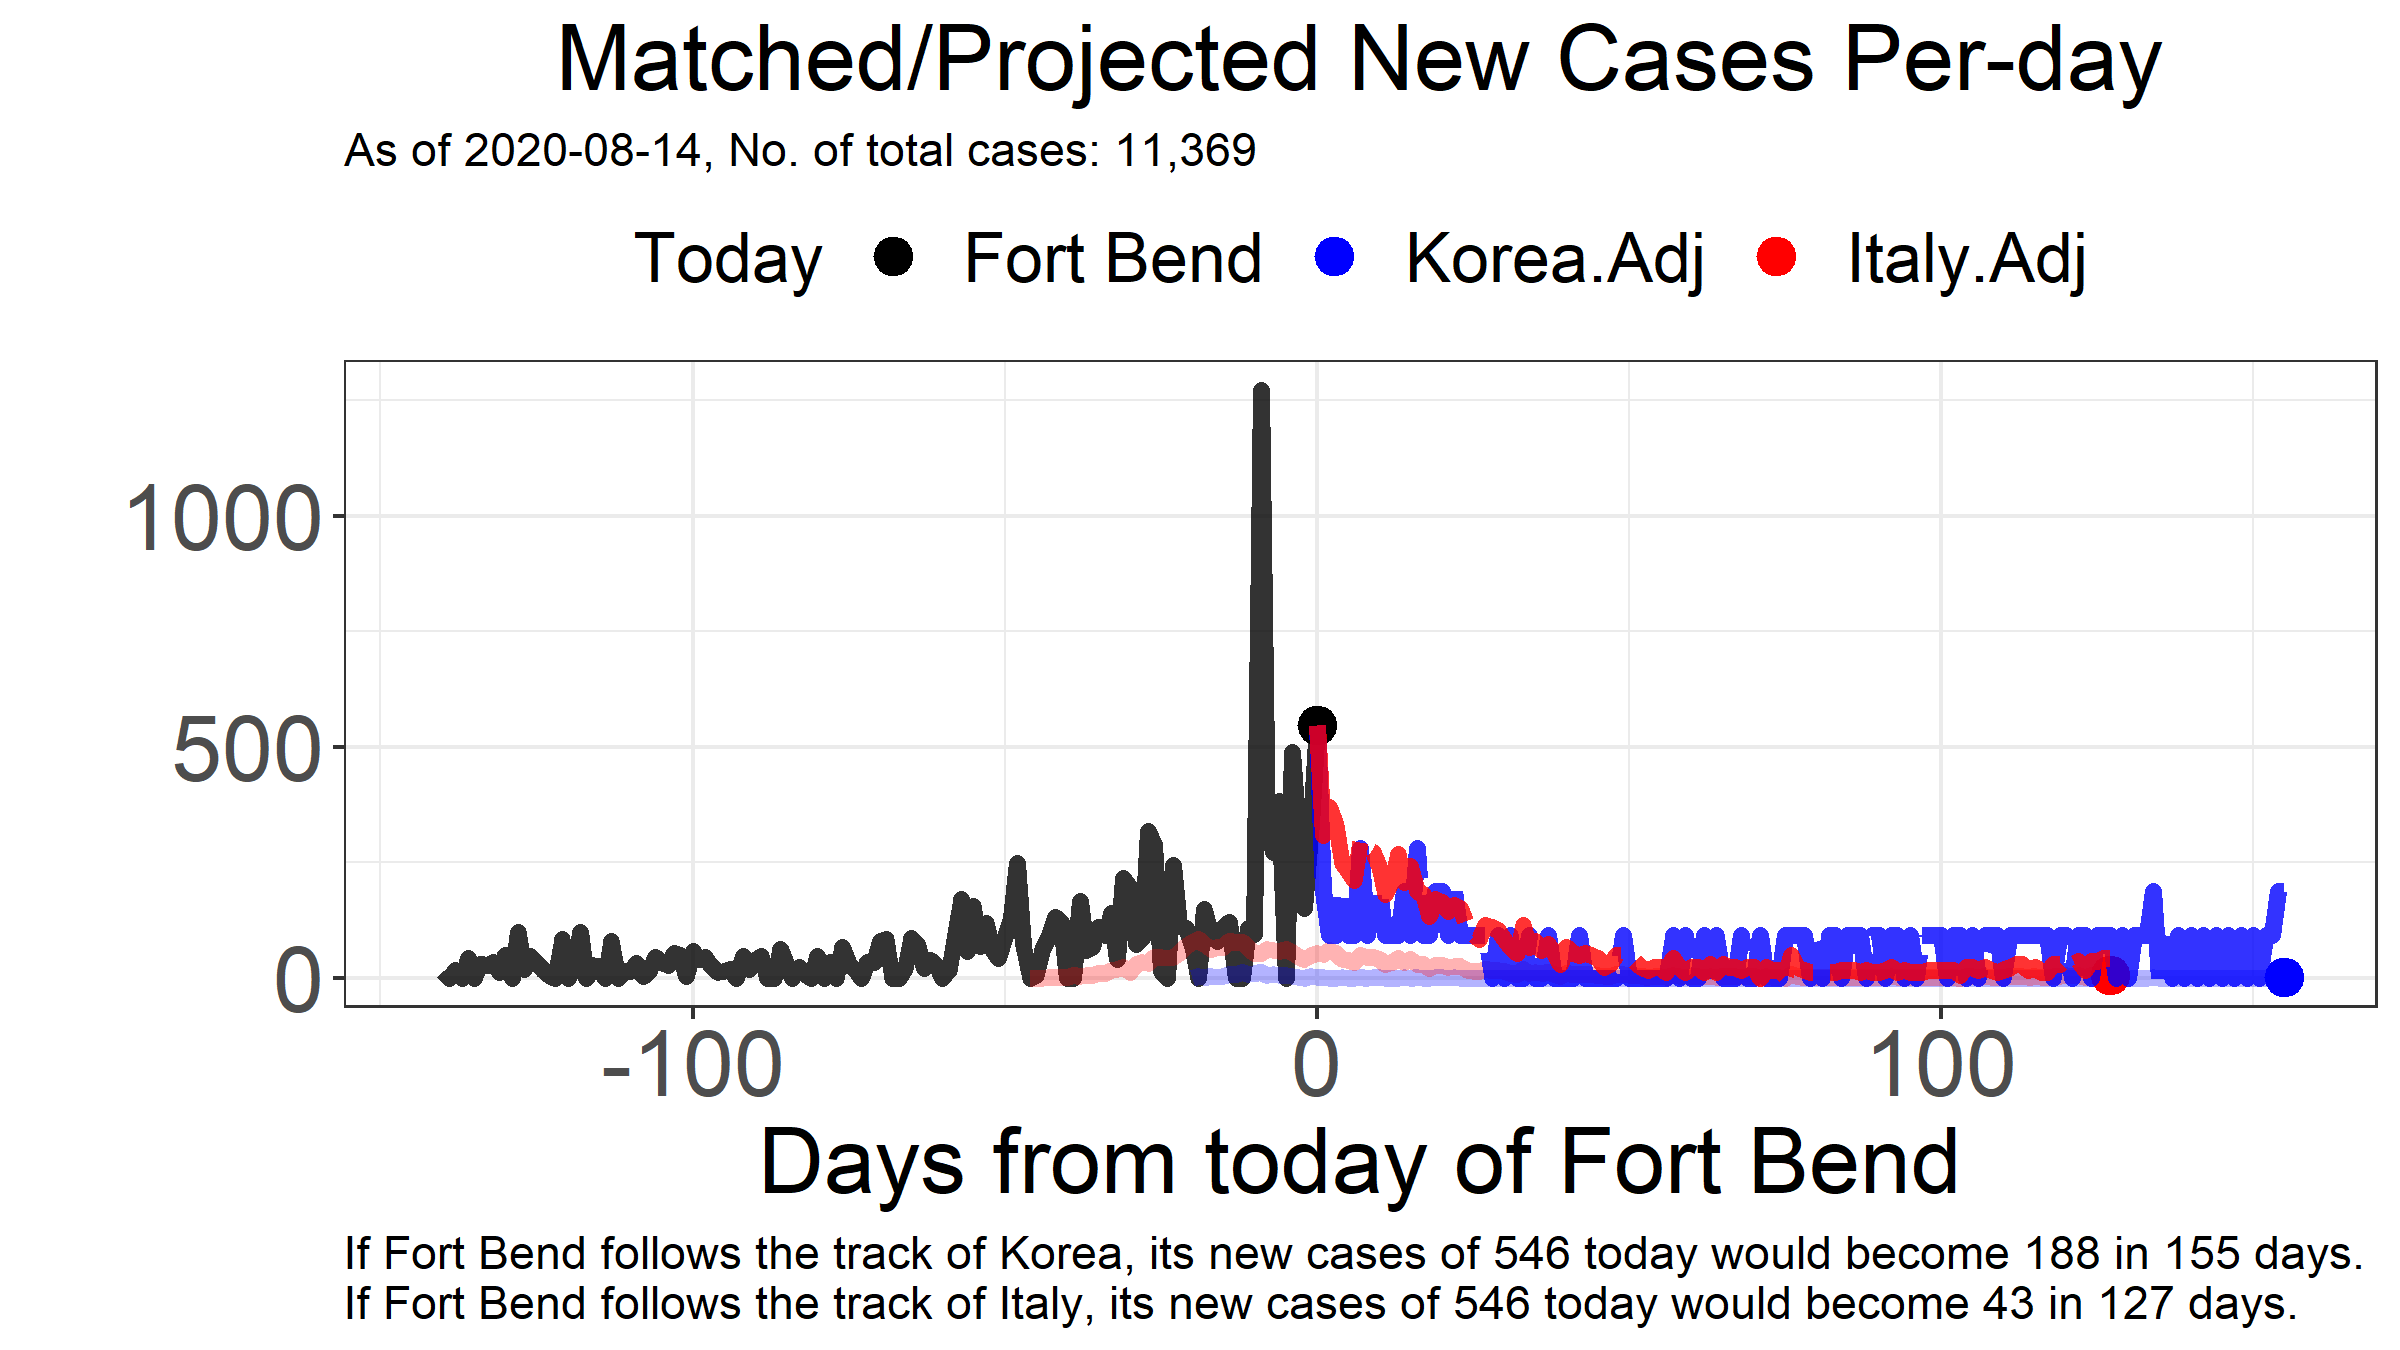 Matched/Projected New Cases Per-day
As of 2020-08-14, No. of total cases: 11,369
Today Fort Bend Korea.Adj Italy.Adj
1000
500
0
-100 0 100
Days from today of Fort Bend
If Fort Bend follows the track of Korea, its new cases of 546 today would become 188 in 155 days.
If Fort Bend follows the track of Italy, its new cases of 546 today would become 43 in 127 days.